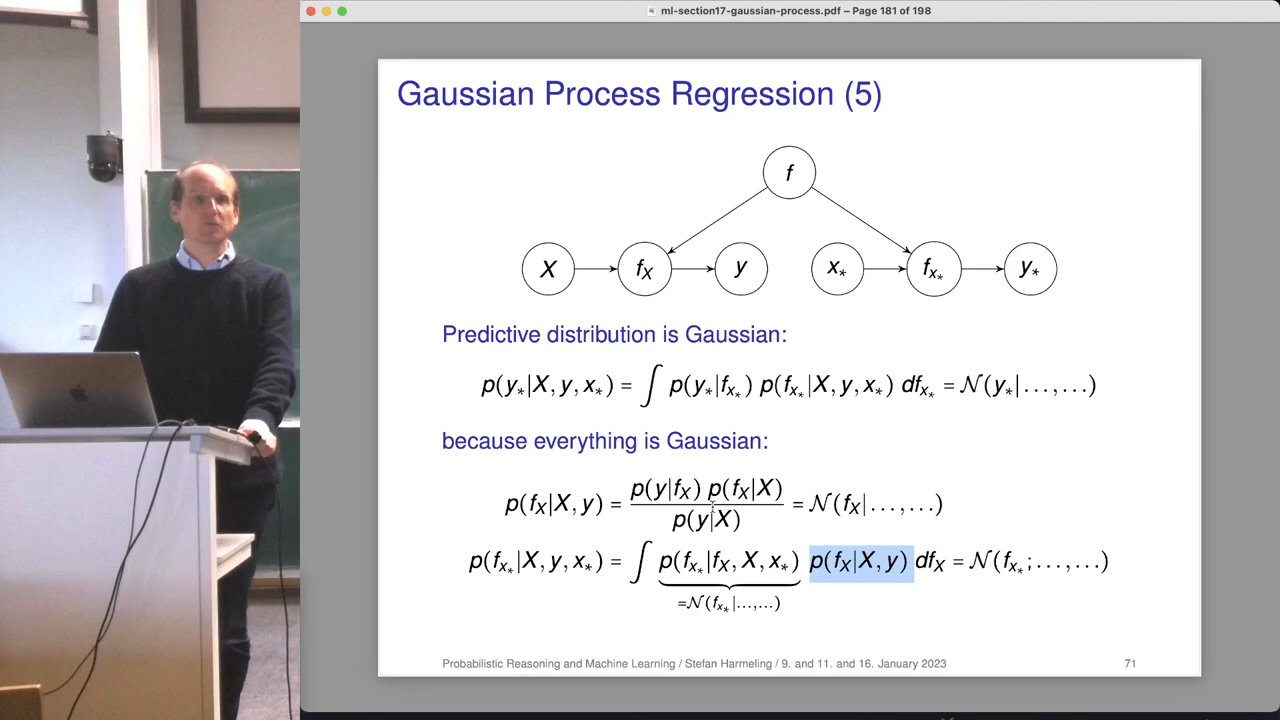 ml-section17-gaussian-process.pdf – Page 181 of 198
Gaussian Process Regression (5)
f
X f_X y x_* f_{x_*} y_*
Predictive distribution is Gaussian:
p(y_*|X, y, x_*) = ∫ p(y_*|f_{x_*}) p(f_{x_*}|X, y, x_*) df_{x_*} = 𝒩(y_*|…,…)
because everything is Gaussian:
p(f_X|X, y) = p(y|f_X) p(f_X|X) / p(y|X) = 𝒩(f_X|…,…)
p(f_{x_*}|X, y, x_*) = ∫ p(f_{x_*}|f_X, X, x_*) p(f_X|X, y) df_X = 𝒩(f_{x_*};…,…)
=𝒩(f_{x_*}|…,…)
Probabilistic Reasoning and Machine Learning / Stefan Harmeling / 9. and 11. and 16. January 2023 71